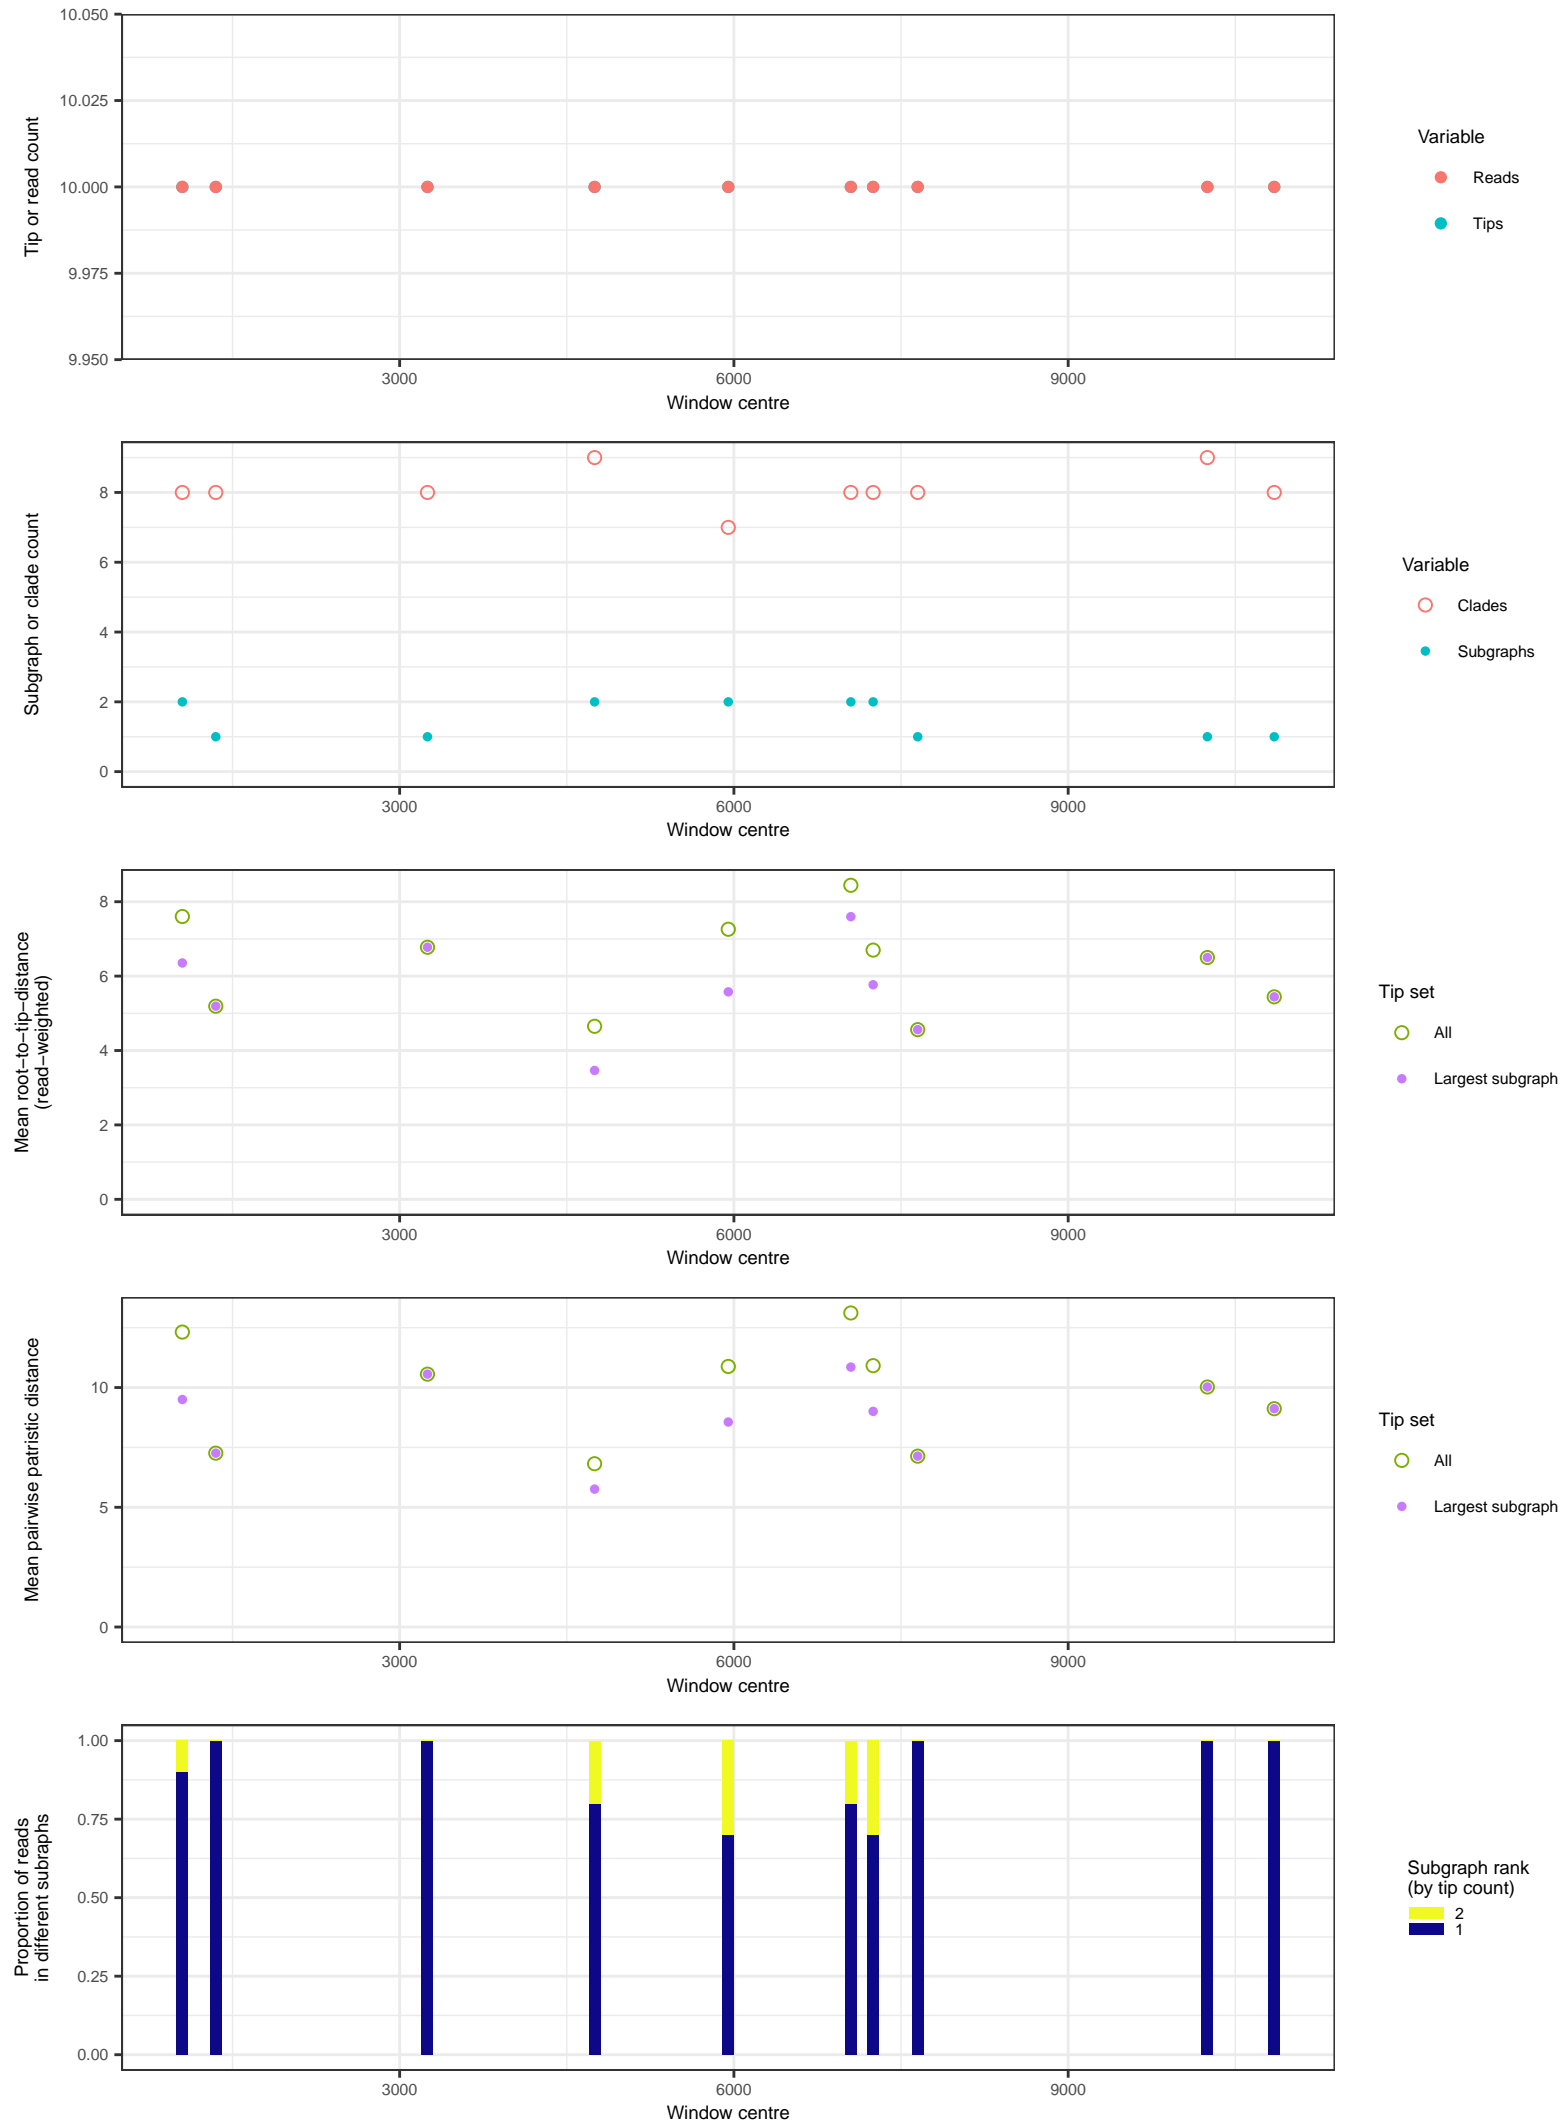 10.050
10.025
10.000
9.975
9.950
Tip or read count
3000 6000 9000
Window centre
Variable
Reads
Tips
8
6
4
2
0
Subgraph or clade count
3000 6000 9000
Window centre
Variable
Clades
Subgraphs
8
6
4
2
0
Mean root−to−tip−distance
(read−weighted)
3000 6000 9000
Window centre
Tip set
All
Largest subgraph
10
5
0
Mean pairwise patristic distance
3000 6000 9000
Window centre
Tip set
All
Largest subgraph
1.00
0.75
0.50
0.25
0.00
Proportion of reads
in different subraphs
3000 6000 9000
Window centre
Subgraph rank
(by tip count)
2
1